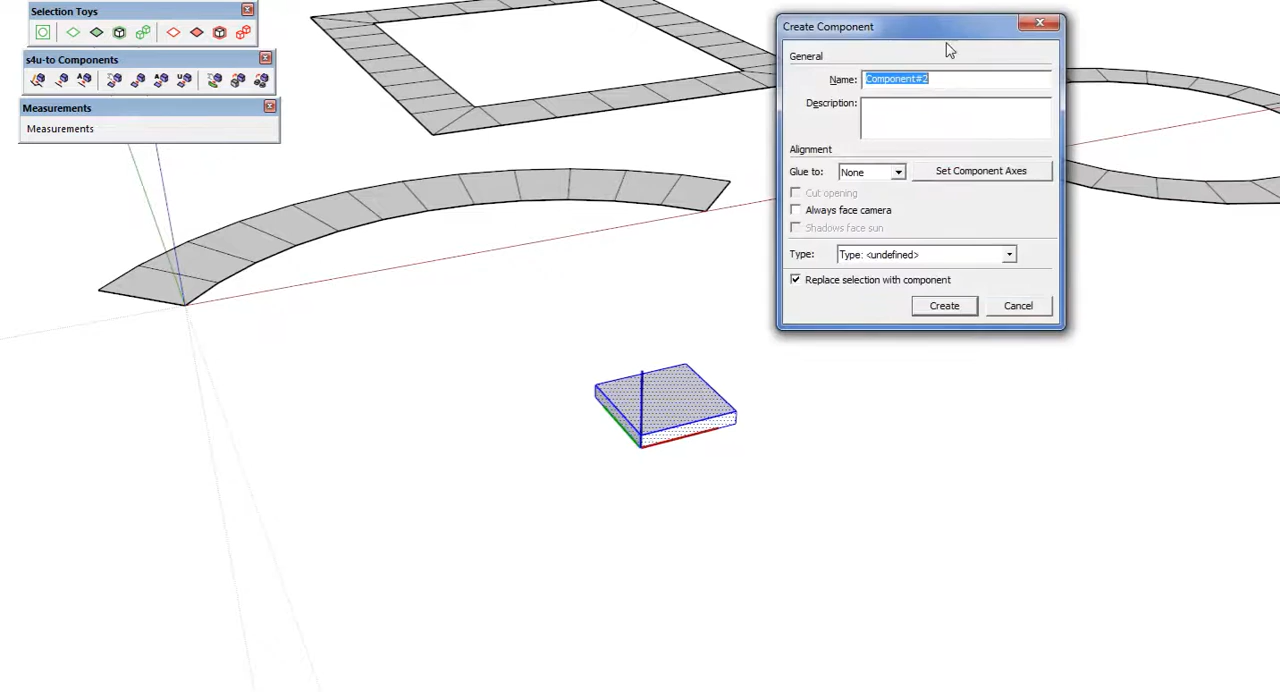 Selection Toys
s4u-to Components
Measurements
Measurements
Create Component
General
Name:
Component#2
Description:
Alignment
Glue to:
None
Set Component Axes
Cut opening
Always face camera
Shadows face sun
Type:
Type: <undefined>
Replace selection with component
Create
Cancel